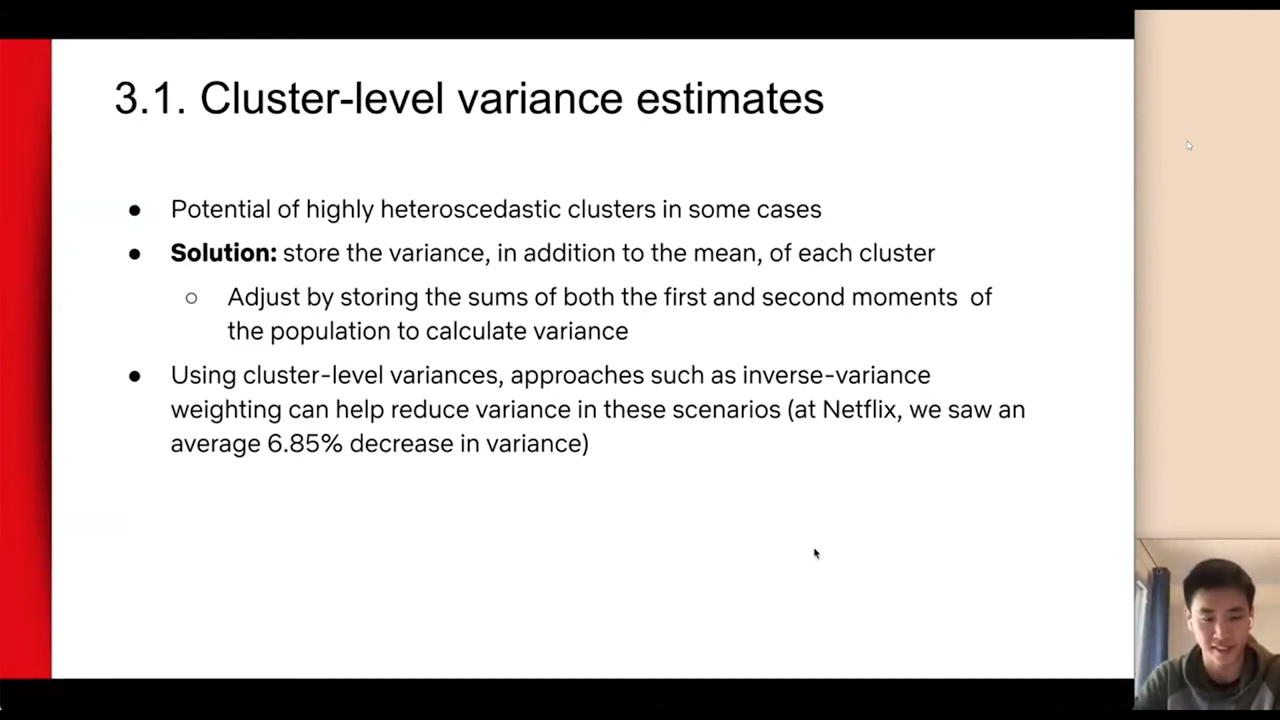 3.1. Cluster-level variance estimates
● Potential of highly heteroscedastic clusters in some cases
● Solution: store the variance, in addition to the mean, of each cluster
○ Adjust by storing the sums of both the first and second moments of
the population to calculate variance
● Using cluster-level variances, approaches such as inverse-variance
weighting can help reduce variance in these scenarios (at Netflix, we saw an
average 6.85% decrease in variance)